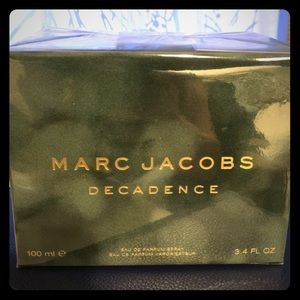 MARC JACOBS
DECADENCE
EAU DE PARFUM SPRAY
100 ml ℮ EAU DE PARFUM VAPORISATEUR 3.4 FL OZ